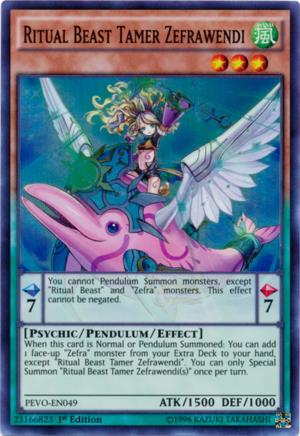 RITUAL BEAST TAMER ZEFRAWENDI
風
You cannot Pendulum Summon monsters, except
"Ritual Beast" and "Zefra" monsters. This effect
cannot be negated.
7
7
[PSYCHIC/PENDULUM/EFFECT]
When this card is Normal or Pendulum Summoned: You can add
1 face-up "Zefra" monster from your Extra Deck to your hand,
except "Ritual Beast Tamer Zefrawendi". You can only Special
Summon "Ritual Beast Tamer Zefrawendi(s)" once per turn.
PEVO-EN049
ATK/1500 DEF/1000
23166823 1st Edition
©1996 KAZUKI TAKAHASHI